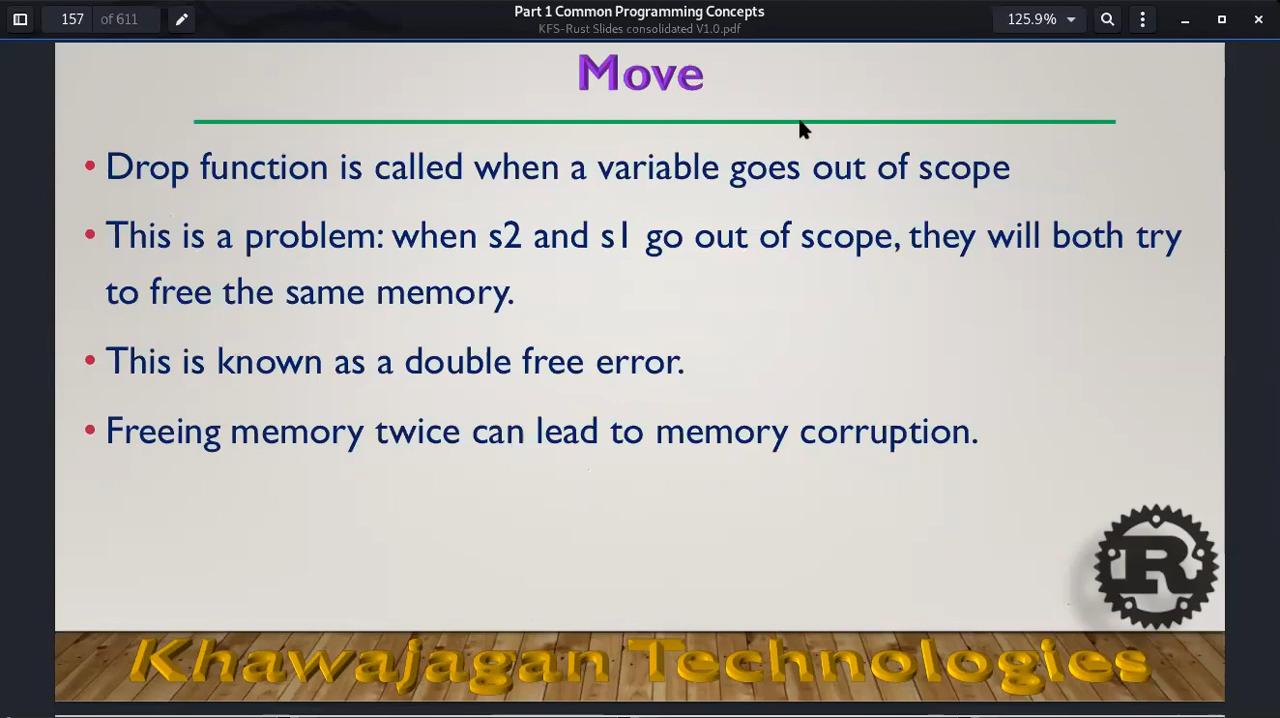 157 of 611
Part 1 Common Programming Concepts
KFS-Rust Slides consolidated V1.0.pdf
125.9%
Move
• Drop function is called when a variable goes out of scope
• This is a problem: when s2 and s1 go out of scope, they will both try
to free the same memory.
• This is known as a double free error.
• Freeing memory twice can lead to memory corruption.
R
Khawajagan Technologies